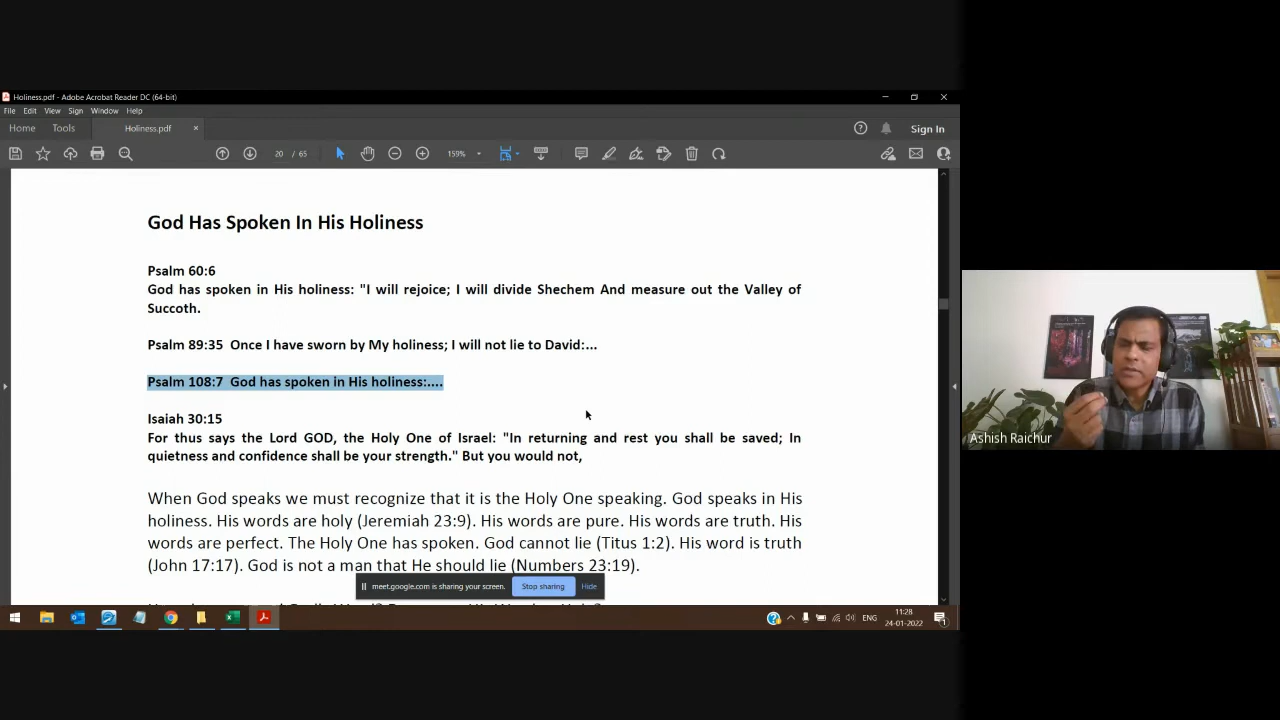 Holiness.pdf - Adobe Acrobat Reader DC (64-bit)
File Edit View Sign Window Help
Home Tools Holiness.pdf × Sign In
20 / 65 159%
God Has Spoken In His Holiness
Psalm 60:6
God has spoken in His holiness: "I will rejoice; I will divide Shechem And measure out the Valley of
Succoth.
Psalm 89:35 Once I have sworn by My holiness; I will not lie to David:...
Psalm 108:7 God has spoken in His holiness:....
Isaiah 30:15
For thus says the Lord GOD, the Holy One of Israel: "In returning and rest you shall be saved; In
quietness and confidence shall be your strength." But you would not,
When God speaks we must recognize that it is the Holy One speaking. God speaks in His
holiness. His words are holy (Jeremiah 23:9). His words are pure. His words are truth. His
words are perfect. The Holy One has spoken. God cannot lie (Titus 1:2). His word is truth
(John 17:17). God is not a man that He should lie (Numbers 23:19).
meet.google.com is sharing your screen. Stop sharing Hide
Ashish Raichur
ENG
11:28
24-01-2022